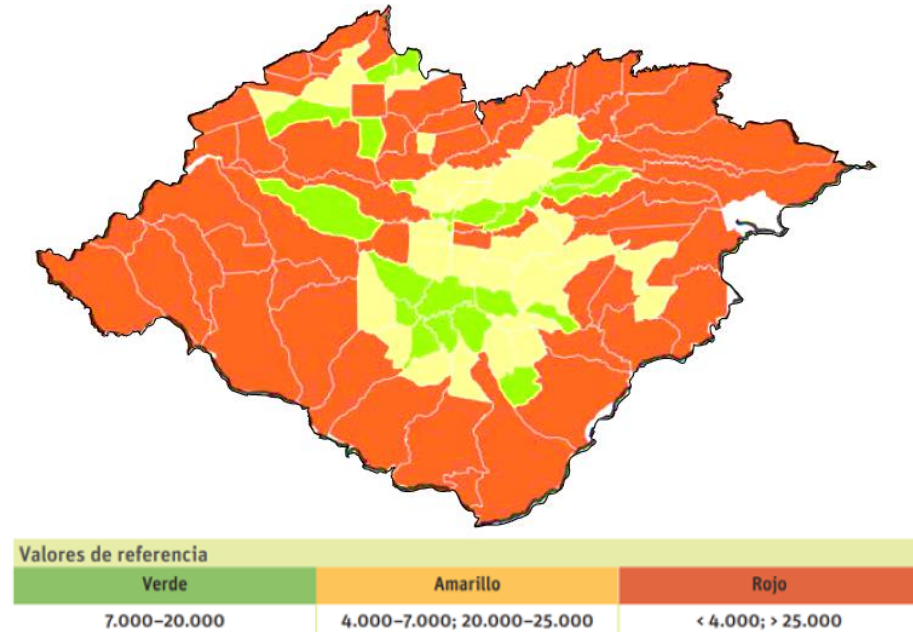 Valores de referencia
Verde Amarillo Rojo
7.000–20.000 4.000–7.000; 20.000–25.000 < 4.000; > 25.000